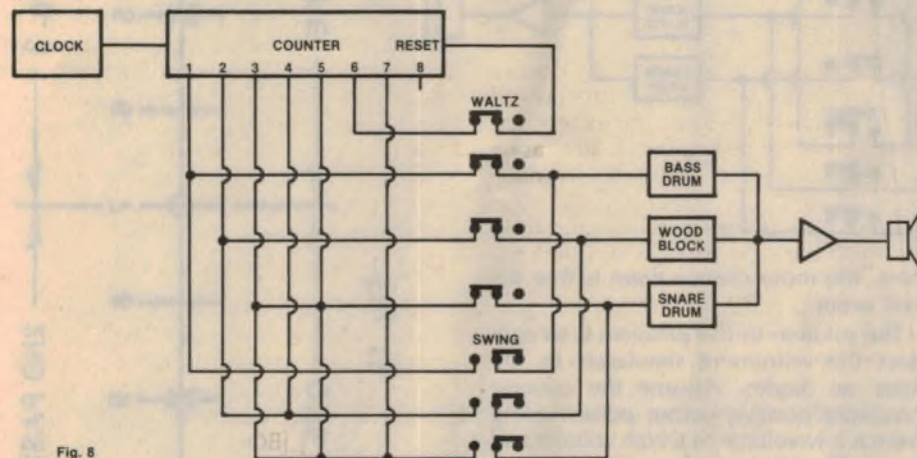 CLOCK
COUNTER
RESET
1 2 3 4 5 6 7 8
WALTZ
BASS
DRUM
WOOD
BLOCK
SNARE
DRUM
SWING
Fig. 8